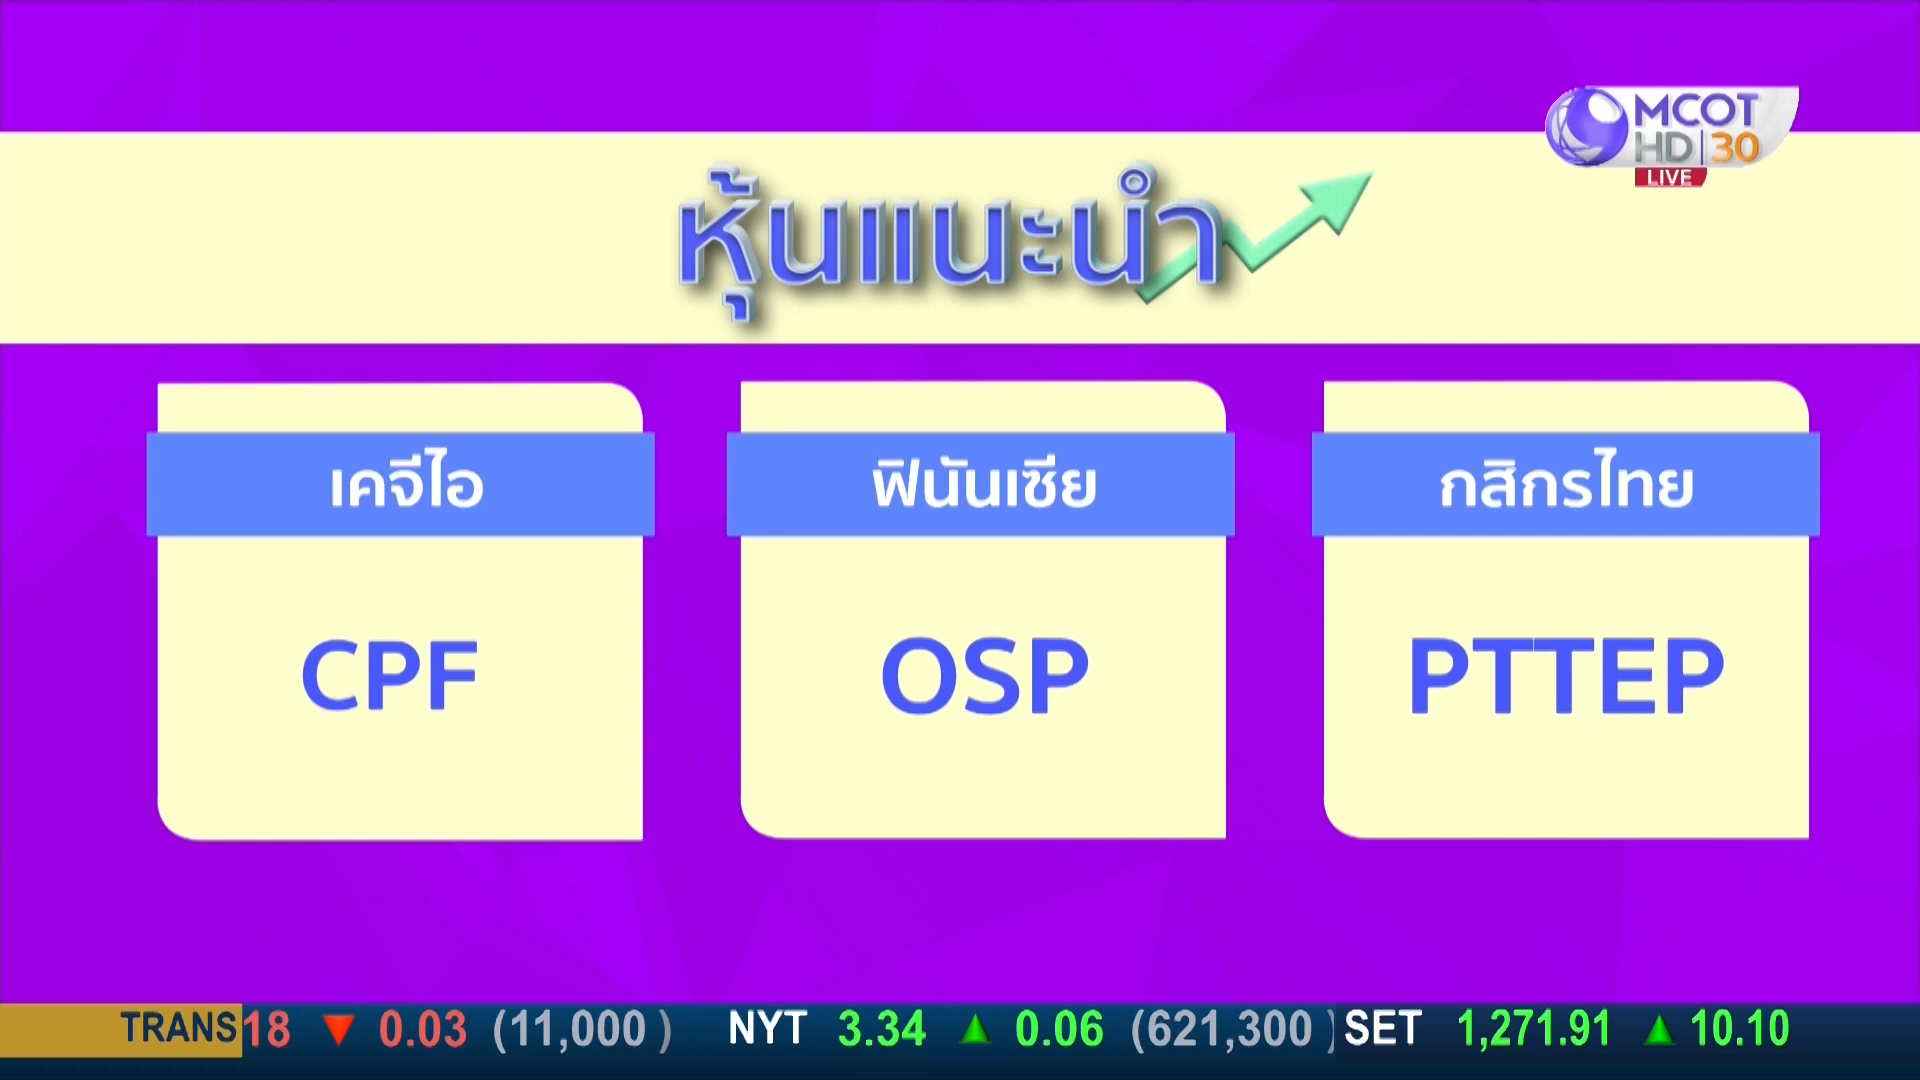 MCOT
HD 30
LIVE
หุ้นแนะนำ
เคจีไอ
CPF
ฟินันเซีย
OSP
กสิกรไทย
PTTEP
TRANS 18 ▼ 0.03 (11,000 ) NYT 3.34 ▲ 0.06 (621,300 ) SET 1,271.91 ▲ 10.10